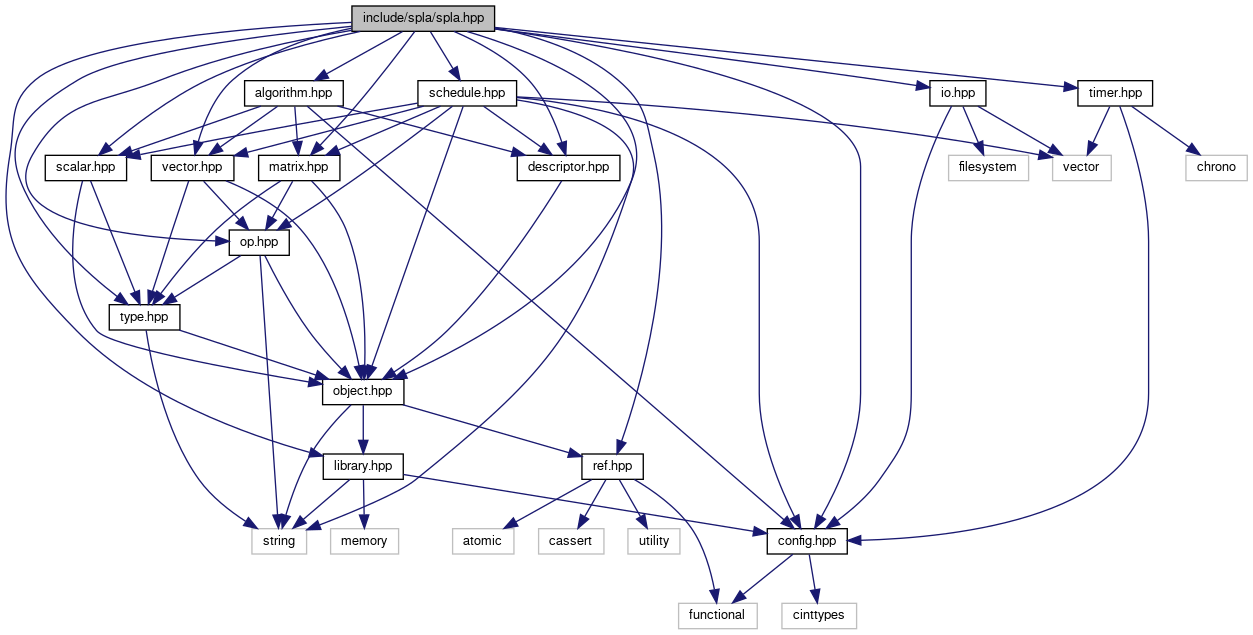 include/spla/spla.hpp
algorithm.hpp
schedule.hpp
io.hpp
timer.hpp
scalar.hpp
vector.hpp
matrix.hpp
descriptor.hpp
filesystem
vector
chrono
op.hpp
type.hpp
object.hpp
library.hpp
ref.hpp
string
memory
atomic
cassert
utility
config.hpp
functional
cinttypes